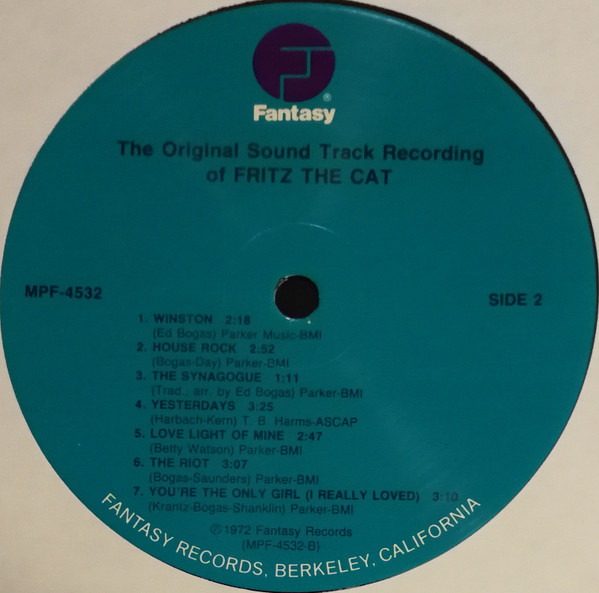 Fantasy®
The Original Sound Track Recording
of FRITZ THE CAT
MPF-4532
SIDE 2
1. WINSTON 2:18
(Ed Bogas) Parker Music-BMI
2. HOUSE ROCK 2:52
(Bogas-Day) Parker-BMI
3. THE SYNAGOGUE 1:11
(Trad., arr. by Ed Bogas) Parker-BMI
4. YESTERDAYS 3:25
(Harbach-Kern) T. B. Harms-ASCAP
5. LOVE LIGHT OF MINE 2:47
(Betty Watson) Parker-BMI
6. THE RIOT 3:07
(Bogas-Saunders) Parker-BMI
7. YOU'RE THE ONLY GIRL (I REALLY LOVED) 3:10
(Krantz-Bogas-Shanklin) Parker-BMI
℗1972 Fantasy Records
(MPF-4532-B)
FANTASY RECORDS, BERKELEY, CALIFORNIA